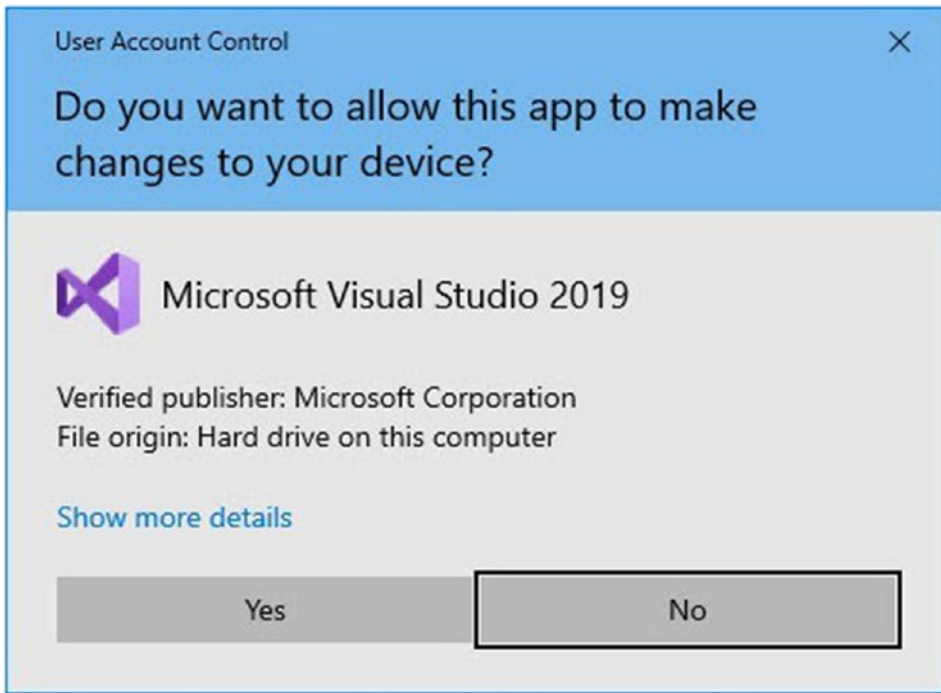 User Account Control
Do you want to allow this app to make
changes to your device?
Microsoft Visual Studio 2019
Verified publisher: Microsoft Corporation
File origin: Hard drive on this computer
Show more details
Yes
No